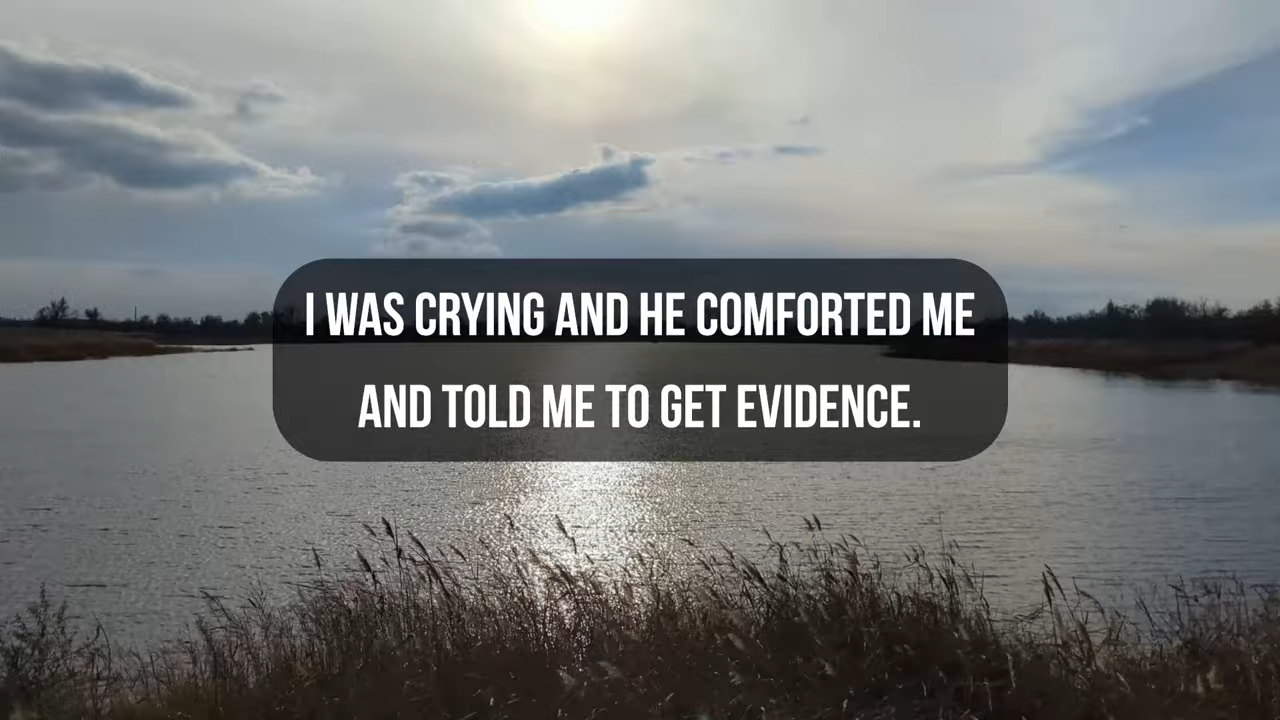 I WAS CRYING AND HE COMFORTED ME
AND TOLD ME TO GET EVIDENCE.